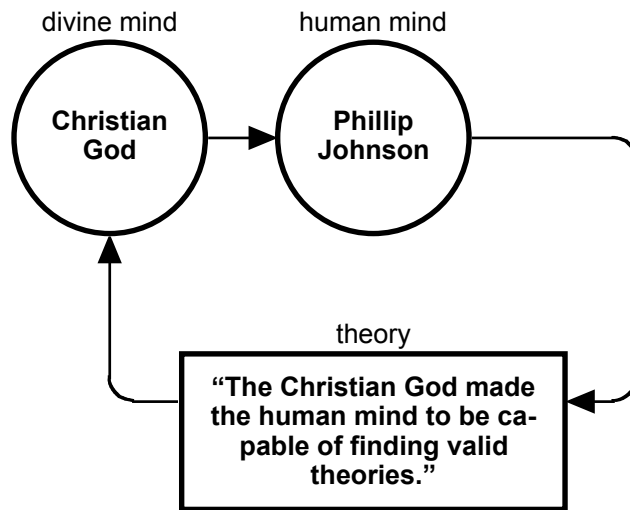 divine mind
human mind
Christian
God
Phillip
Johnson
theory
“The Christian God made
the human mind to be ca-
pable of finding valid
theories.”